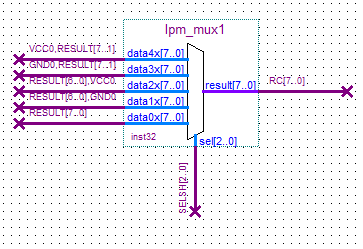 lpm_mux1
VCC0,RESULT[7..1] data4x[7..0]
GND0,RESULT[7..1] data3x[7..0]
RESULT[6..0],VCC0 data2x[7..0] result[7..0] RC[7..0]
RESULT[6..0],GND0 data1x[7..0]
RESULT[7..0] data0x[7..0]
inst32 sel[2..0]
SELSH[2..0]